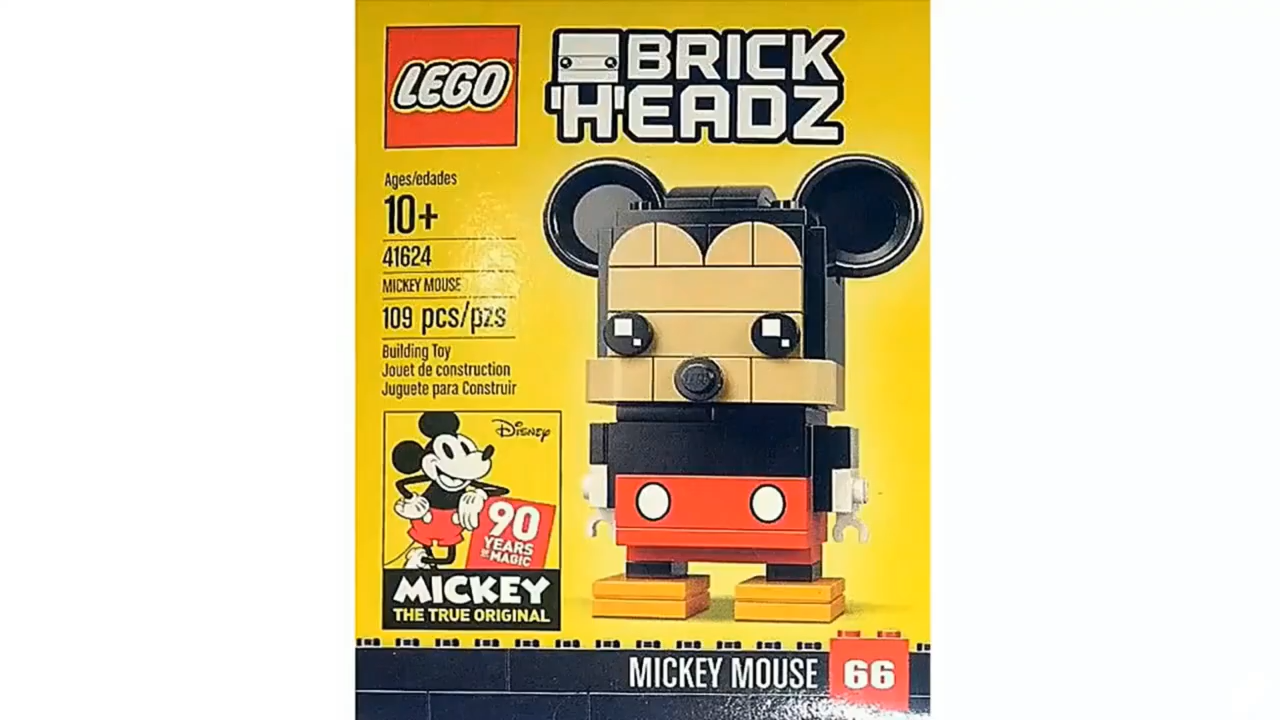 LEGO
BRICK
'H'EADZ
Ages/edades
10+
41624
MICKEY MOUSE
109 pcs/pzs
Building Toy
Jouet de construction
Juguete para Construir
Disney
90
YEARS
OF MAGIC
MICKEY
THE TRUE ORIGINAL
MICKEY MOUSE
66